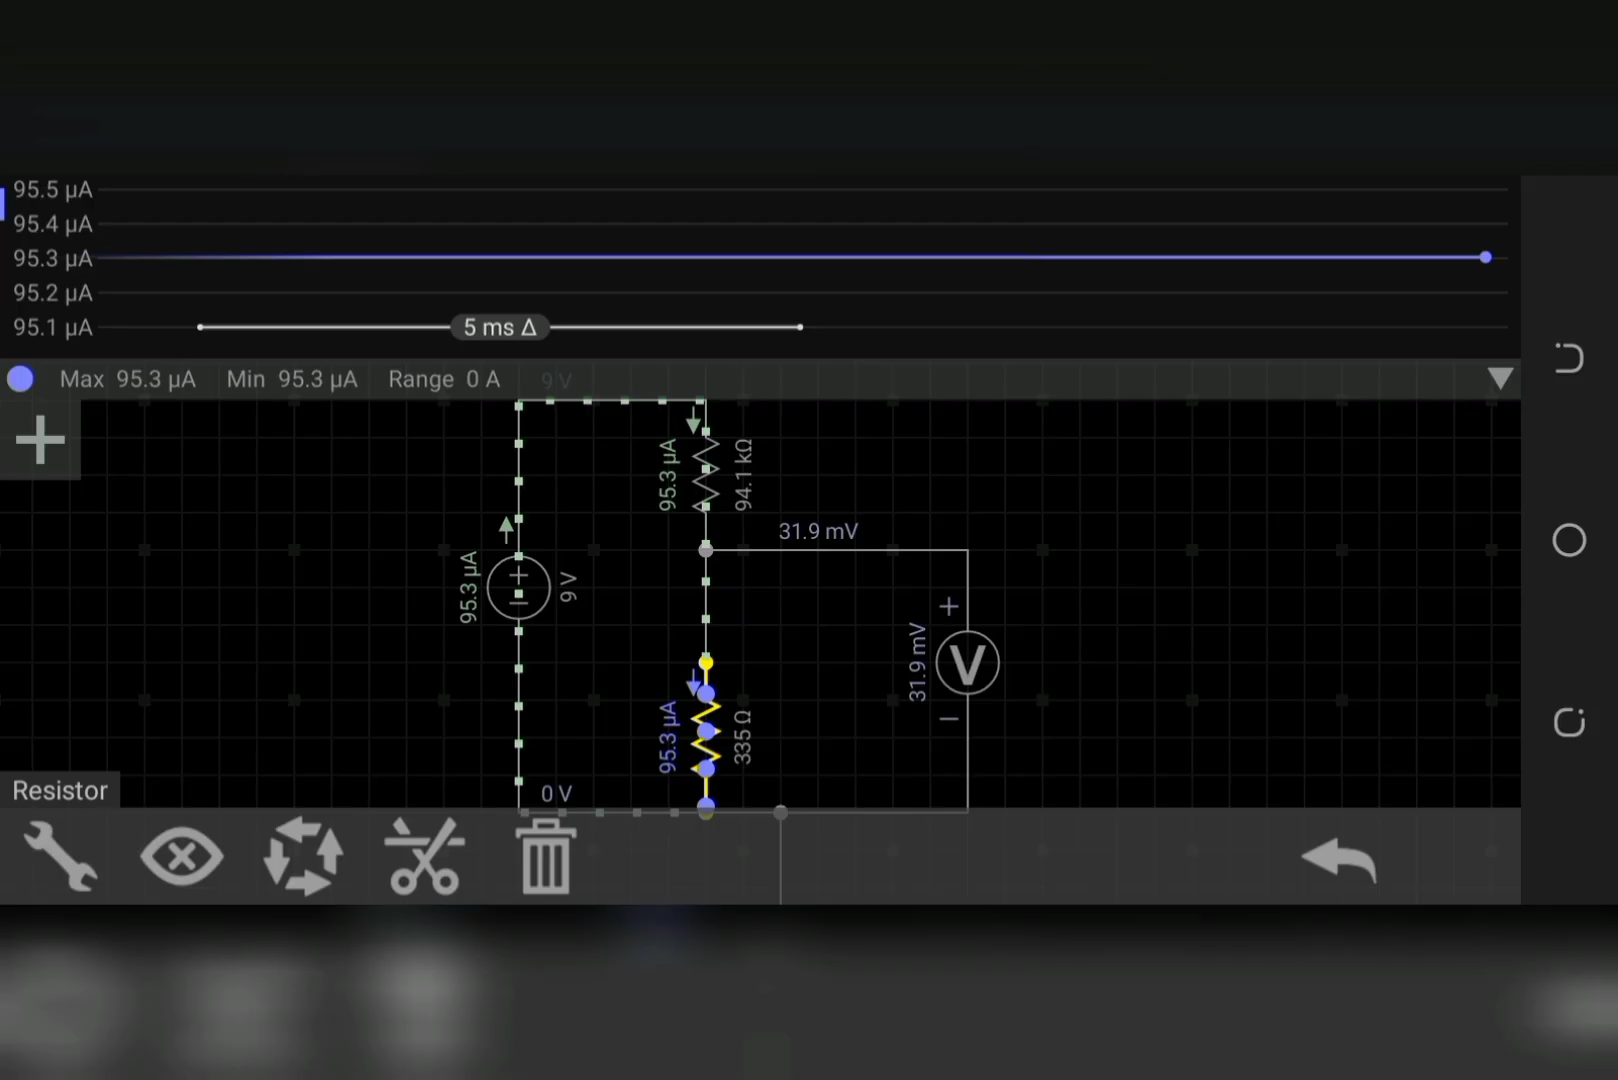 95.5 µA
95.4 µA
95.3 µA
95.2 µA
95.1 µA
5 ms Δ
Max 95.3 µA Min 95.3 µA Range 0 A
9 V
95.3 µA
94.1 kΩ
31.9 mV
95.3 µA
+
−
9 V
+
31.9 mV
V
−
95.3 µA
335 Ω
0 V
Resistor